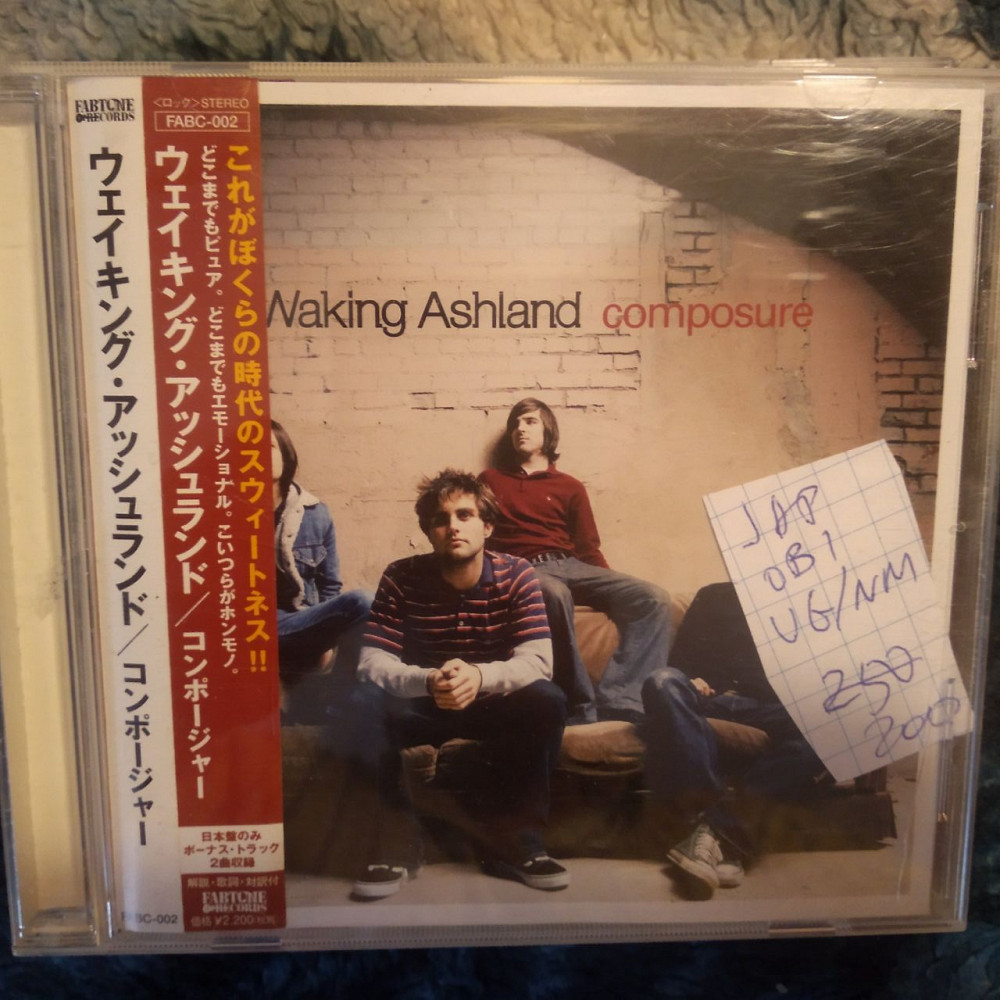 FABTONE
RECORDS
ウェイキング・アッシュランド/コンポージャー
FABC-002
<ロック>STEREO
FABC-002
これがぼくらの時代のスウィートネス!!
どこまでもピュア。どこまでもエモーショナル。こいつらがホンモノ。
ウェイキング・アッシュランド/コンポージャー
日本盤のみ
ボーナス・トラック
2曲収録
解説・歌詞・対訳付
FABTONE
RECORDS
価格¥2,200
Waking Ashland composure
JAP
OBI
VG/NM
250
200